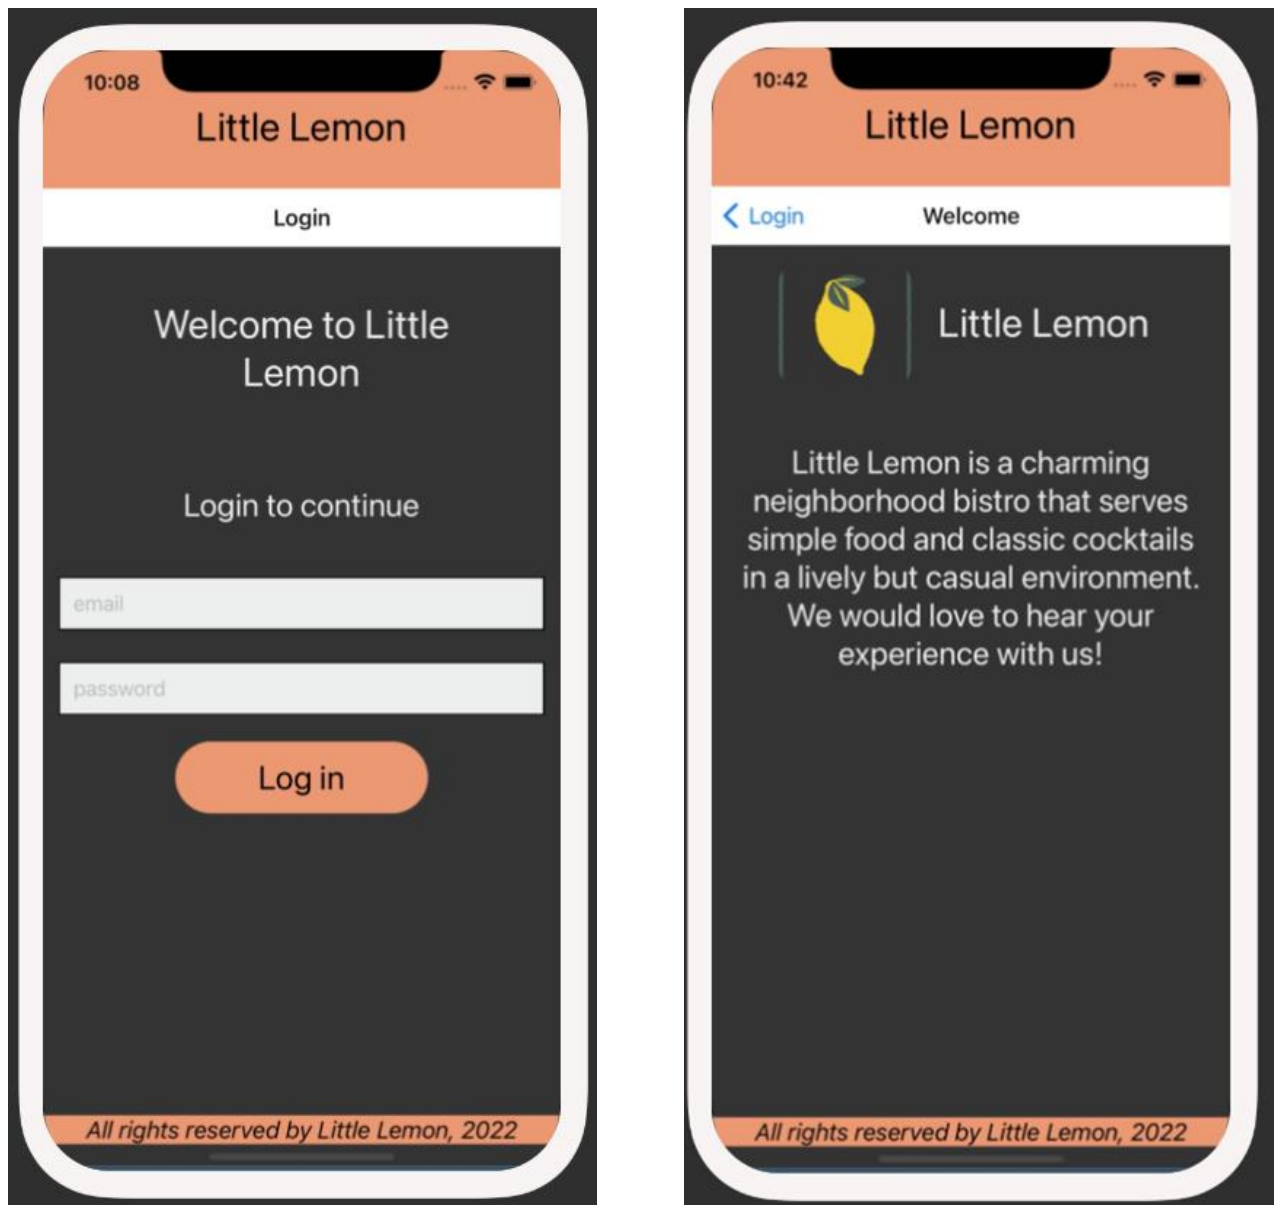 10:08
Little Lemon
Login
Welcome to Little
Lemon
Login to continue
email
password
Log in
All rights reserved by Little Lemon, 2022
10:42
Little Lemon
Login Welcome
Little Lemon
Little Lemon is a charming
neighborhood bistro that serves
simple food and classic cocktails
in a lively but casual environment.
We would love to hear your
experience with us!
All rights reserved by Little Lemon, 2022